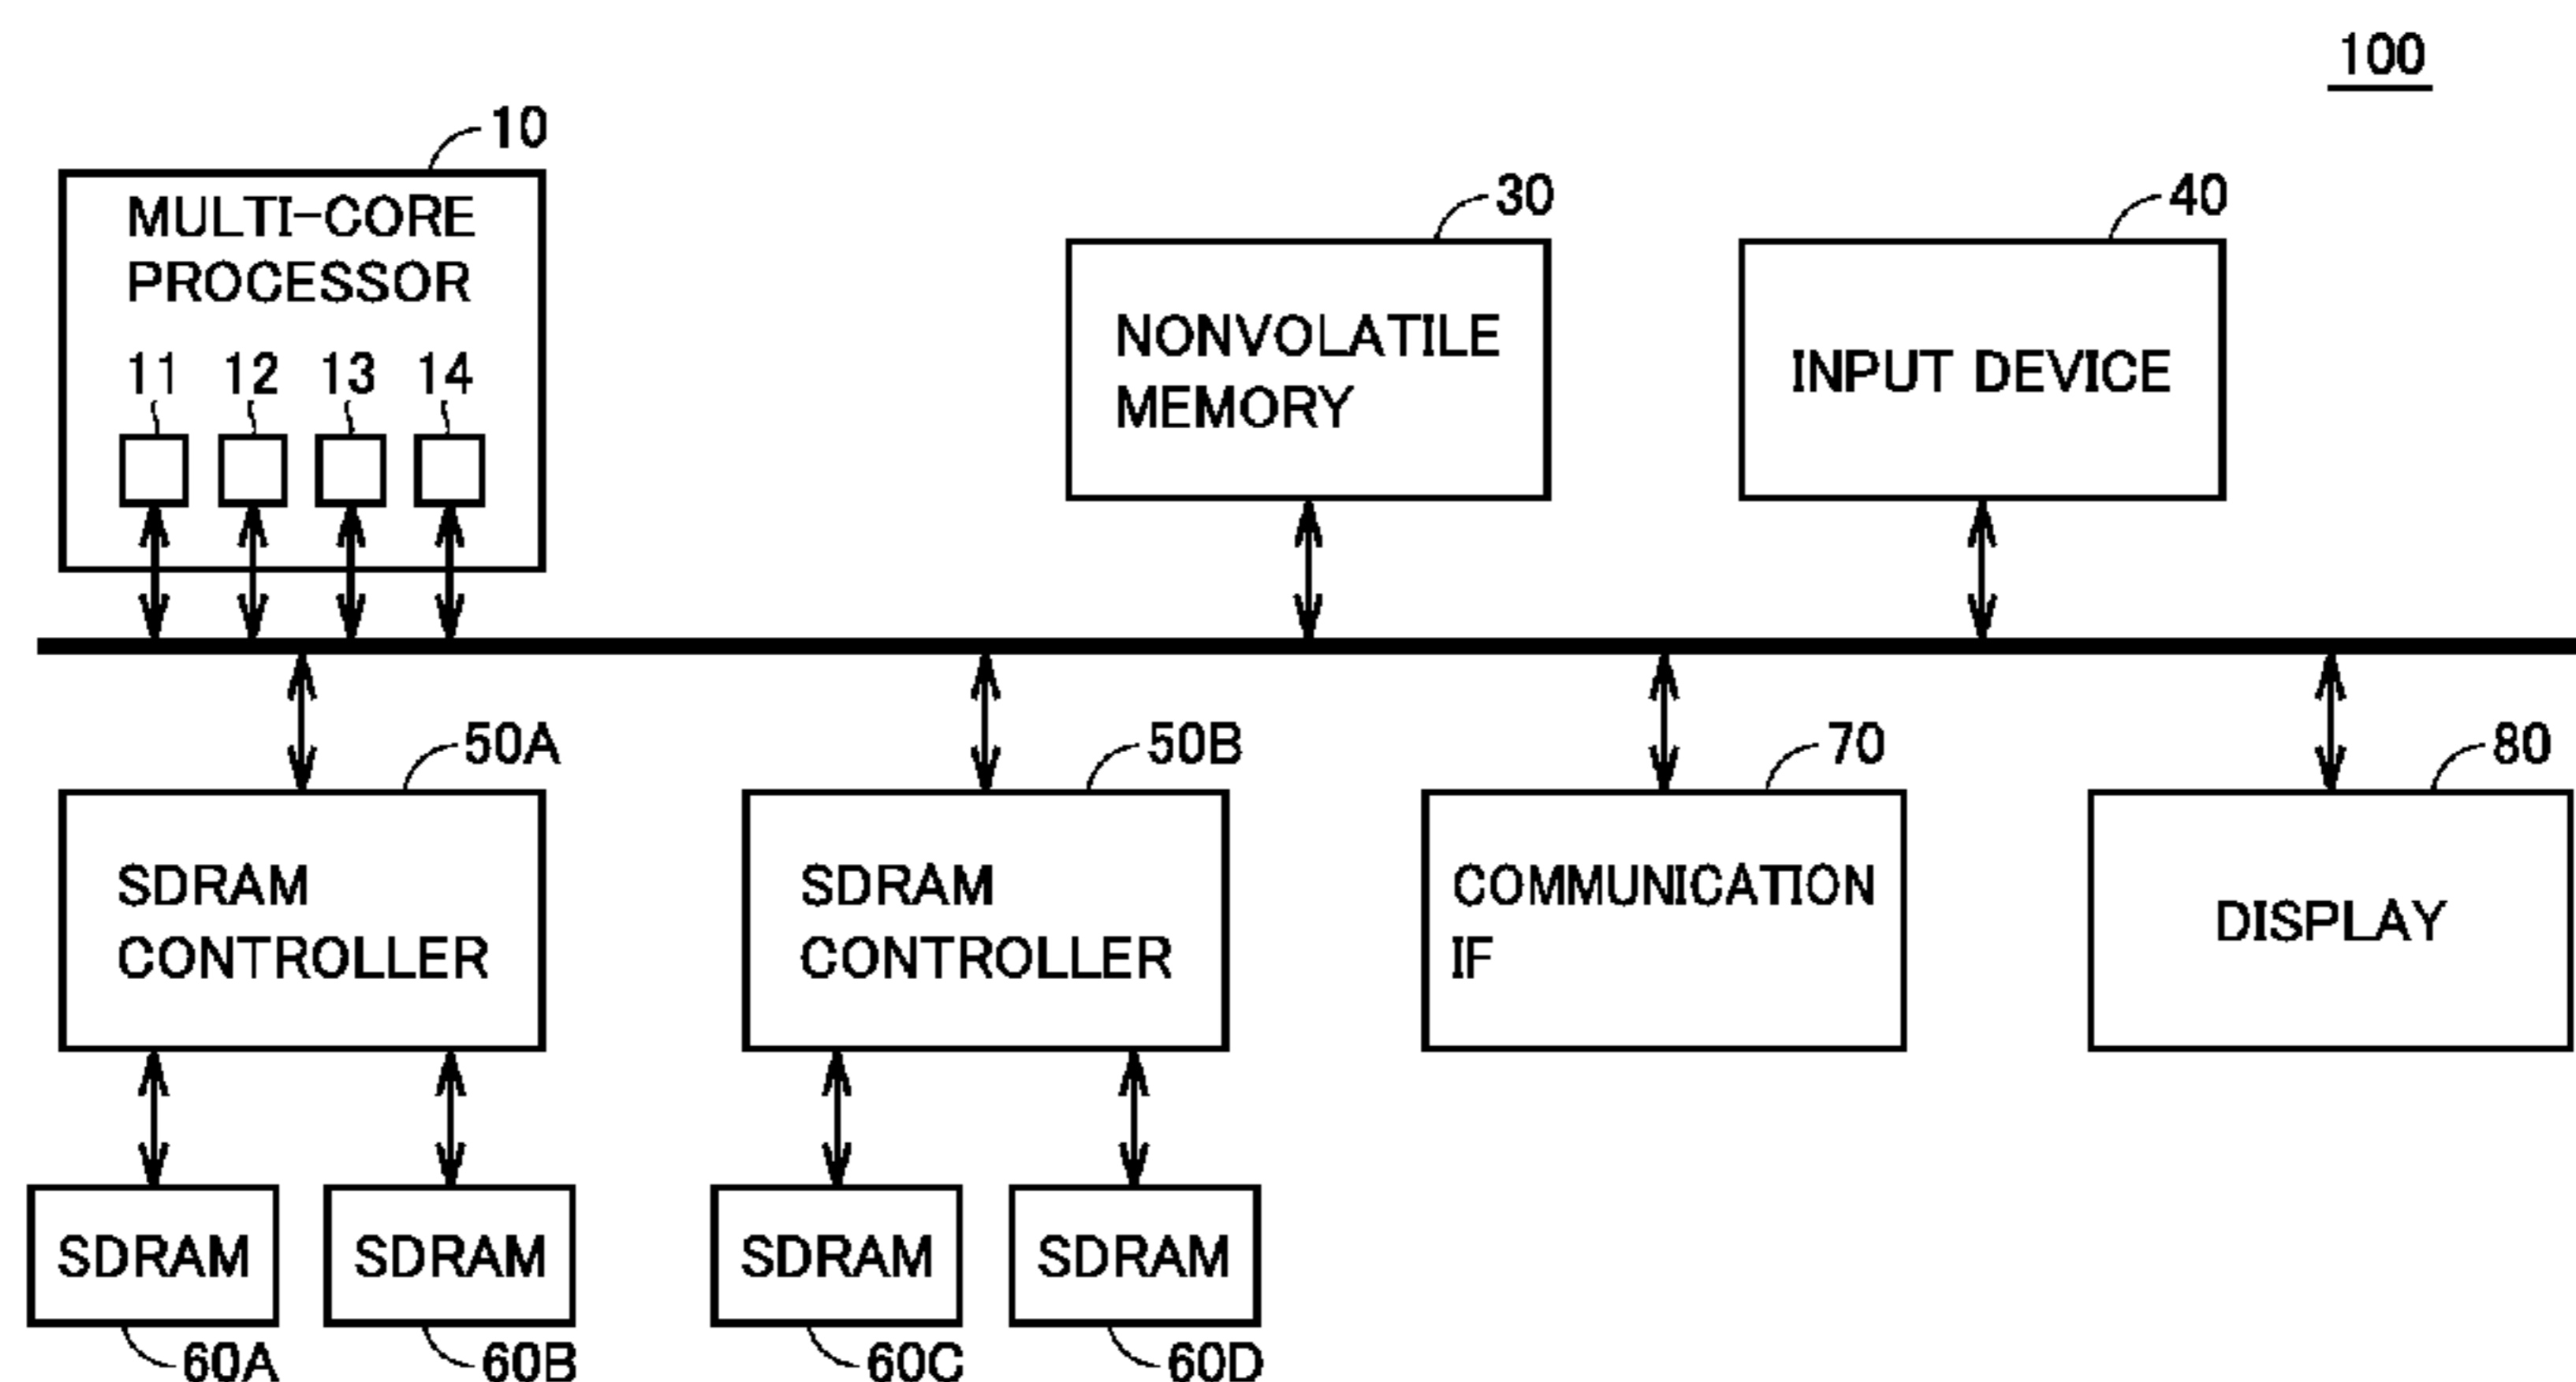 100
10
MULTI-CORE
PROCESSOR
11 12 13 14
30
NONVOLATILE
MEMORY
40
INPUT DEVICE
50A
SDRAM
CONTROLLER
50B
SDRAM
CONTROLLER
70
COMMUNICATION
IF
80
DISPLAY
SDRAM
60A
SDRAM
60B
SDRAM
60C
SDRAM
60D